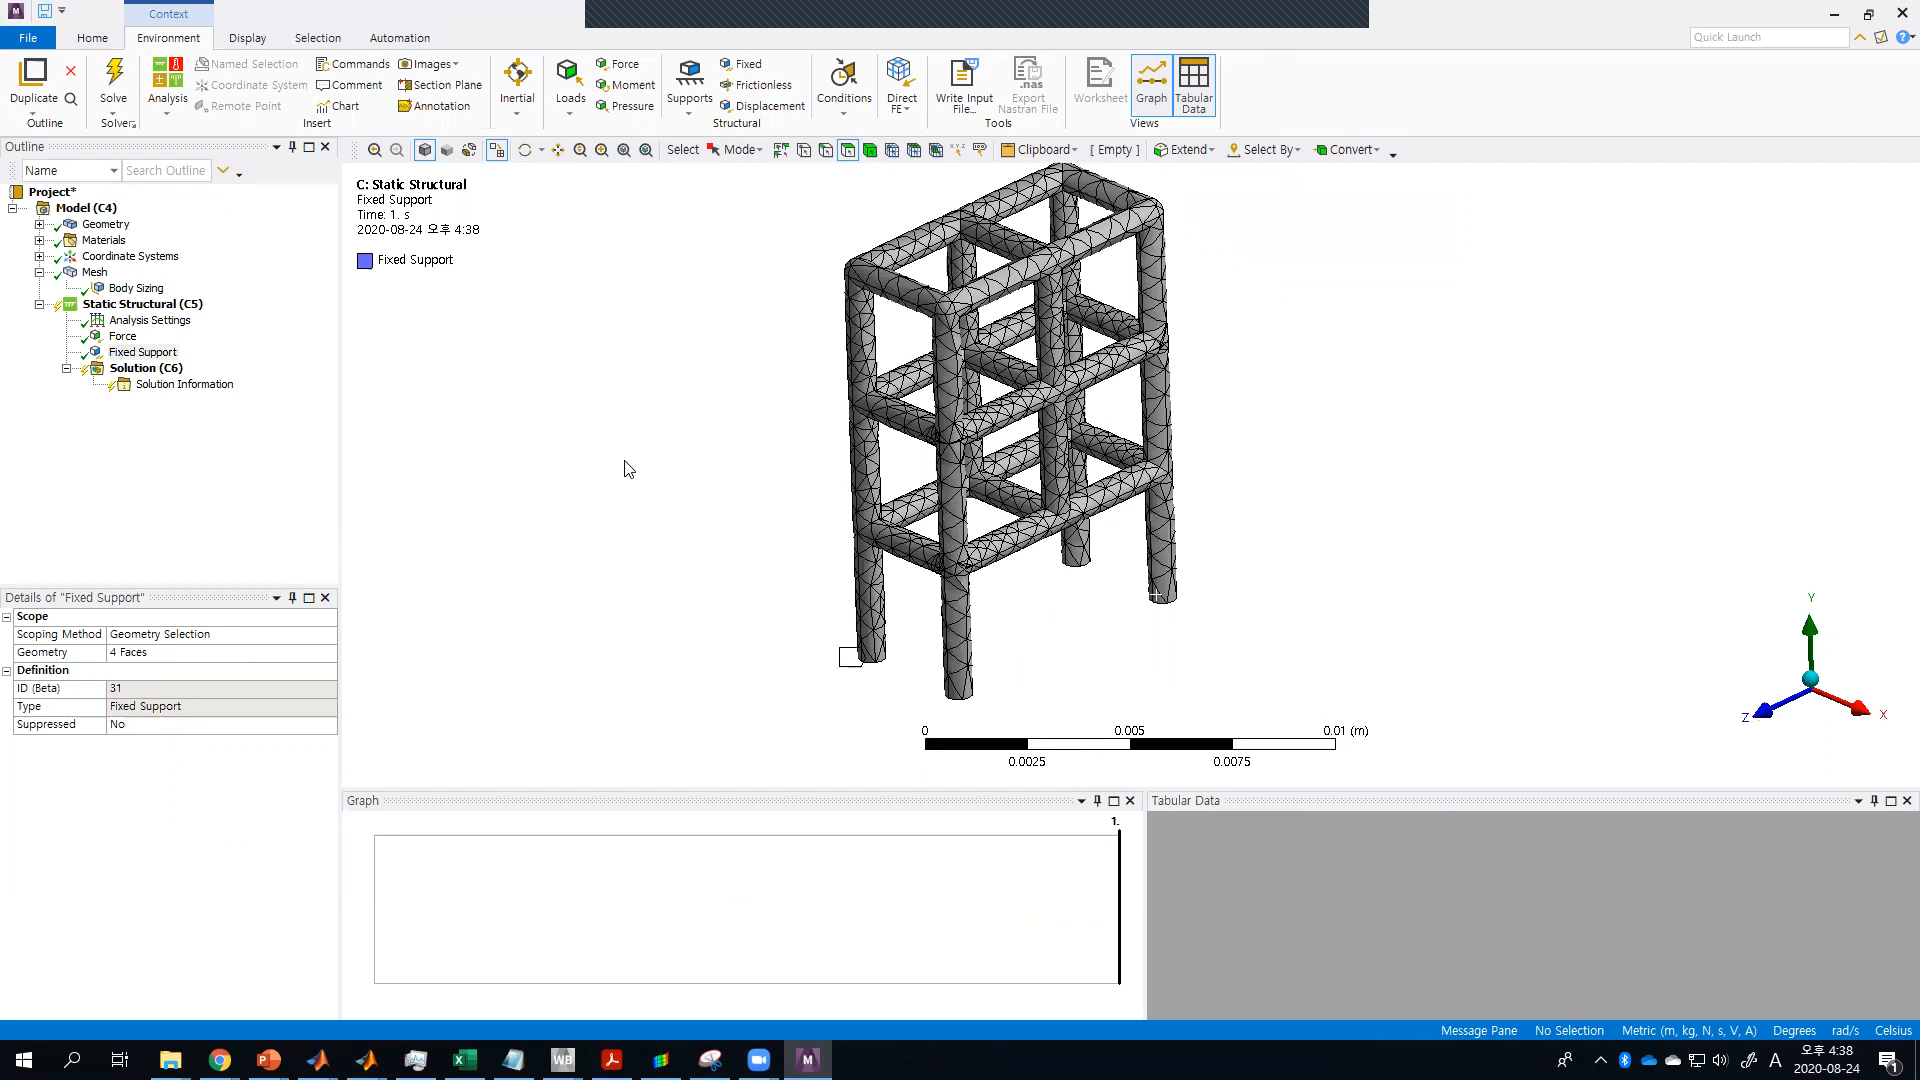 Context
File
Home
Environment
Display
Selection
Automation
Quick Launch
Duplicate
Outline
Solve
Solver
Analysis
Named Selection
Coordinate System
Remote Point
Commands
Comment
Chart
Images
Section Plane
Annotation
Insert
Inertial
Loads
Force
Moment
Pressure
Supports
Fixed
Frictionless
Displacement
Structural
Conditions
Direct
FE
Write Input
File...
Export
Nastran File
.nas
Tools
Worksheet
Graph
Tabular
Data
Views
Outline
Name
Search Outline
Project*
Model (C4)
Geometry
Materials
Coordinate Systems
Mesh
Body Sizing
Static Structural (C5)
Analysis Settings
Force
Fixed Support
Solution (C6)
Solution Information
Select
Mode
Clipboard
[ Empty ]
Extend
Select By
Convert
C: Static Structural
Fixed Support
Time: 1. s
2020-08-24 오후 4:38
Fixed Support
0
0.005
0.01 (m)
0.0025
0.0075
Y
Z
X
Details of "Fixed Support"
Scope
Scoping Method Geometry Selection
Geometry 4 Faces
Definition
ID (Beta) 31
Type Fixed Support
Suppressed No
Graph
1.
Tabular Data
Message Pane
No Selection
Metric (m, kg, N, s, V, A)
Degrees
rad/s
Celsius
WB
M
A
오후 4:38
2020-08-24
1